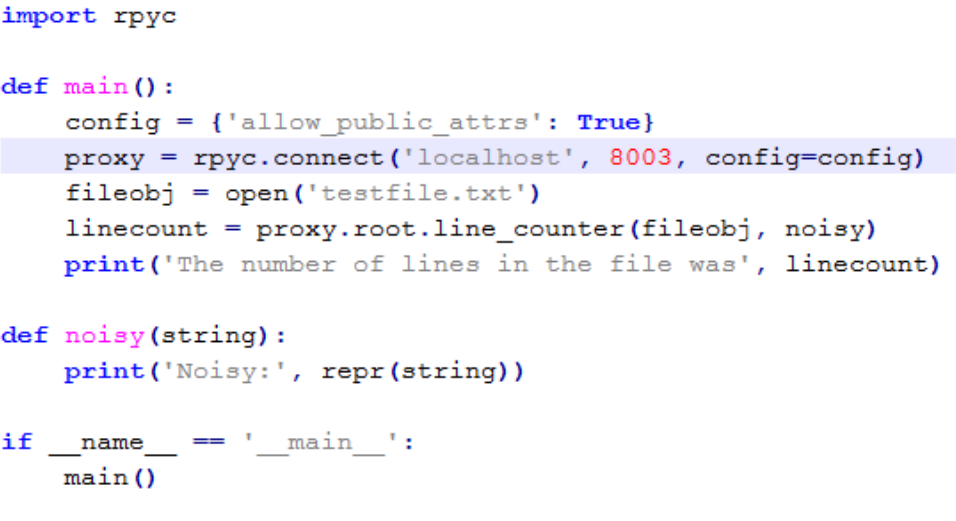 import rpyc
def main():
    config = {'allow_public_attrs': True}
    proxy = rpyc.connect('localhost', 8003, config=config)
    fileobj = open('testfile.txt')
    linecount = proxy.root.line_counter(fileobj, noisy)
    print('The number of lines in the file was', linecount)
def noisy(string):
    print('Noisy:', repr(string))
if __name__ == '__main__':
    main()